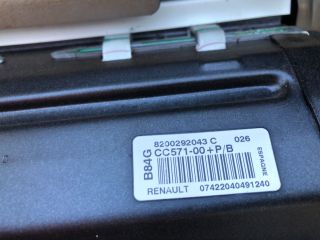 8200292043 C 026
CC571-00+P/B
B84G
ESPAGNE
RENAULT 07422040491240